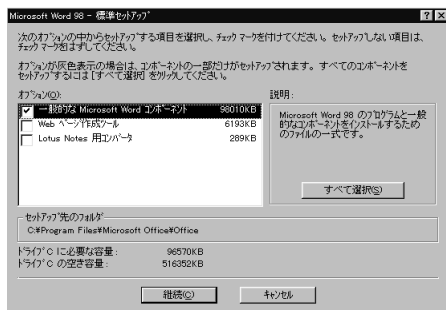 Microsoft Word 98 - 標準セットアップ
次のオプションの中からセットアップする項目を選択し、チェック マークを付けてください。セットアップしない項目は、
チェック マークをはずしてください。
オプションが灰色表示の場合は、コンポーネントの一部だけがセットアップされます。すべてのコンポーネントを
セットアップするには [すべて選択] をクリックしてください。
オプション(O):
説明:
一般的な Microsoft Word コンポーネント 98010KB
Web ページ作成ツール 6193KB
Lotus Notes 用コンバータ 289KB
Microsoft Word 98 のプログラムと一般
的なコンポーネントをインストールするため
のファイルの一式です。
すべて選択(S)
セットアップ先のフォルダ
C:¥Program Files¥Microsoft Office¥Office
ドライブ C に必要な容量: 96570KB
ドライブ C の空き容量: 516352KB
継続(C)
キャンセル